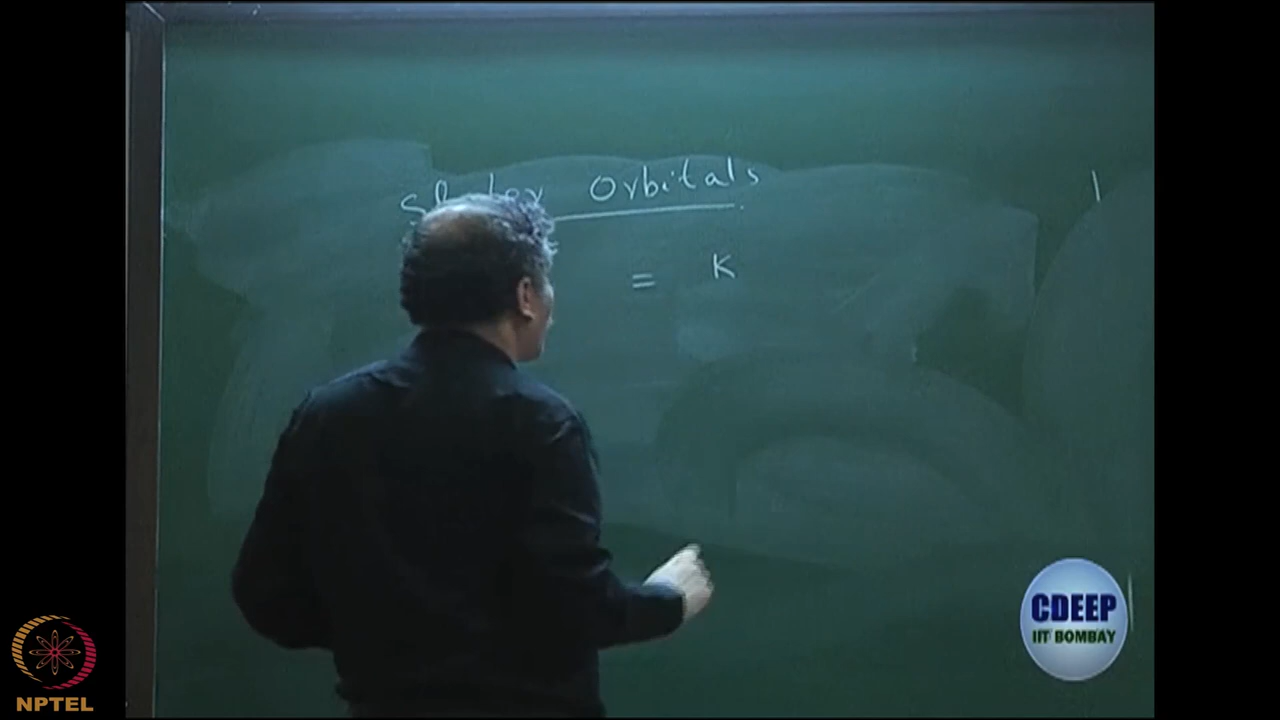 Orbitals
= K
CDEEP
IIT BOMBAY
NPTEL